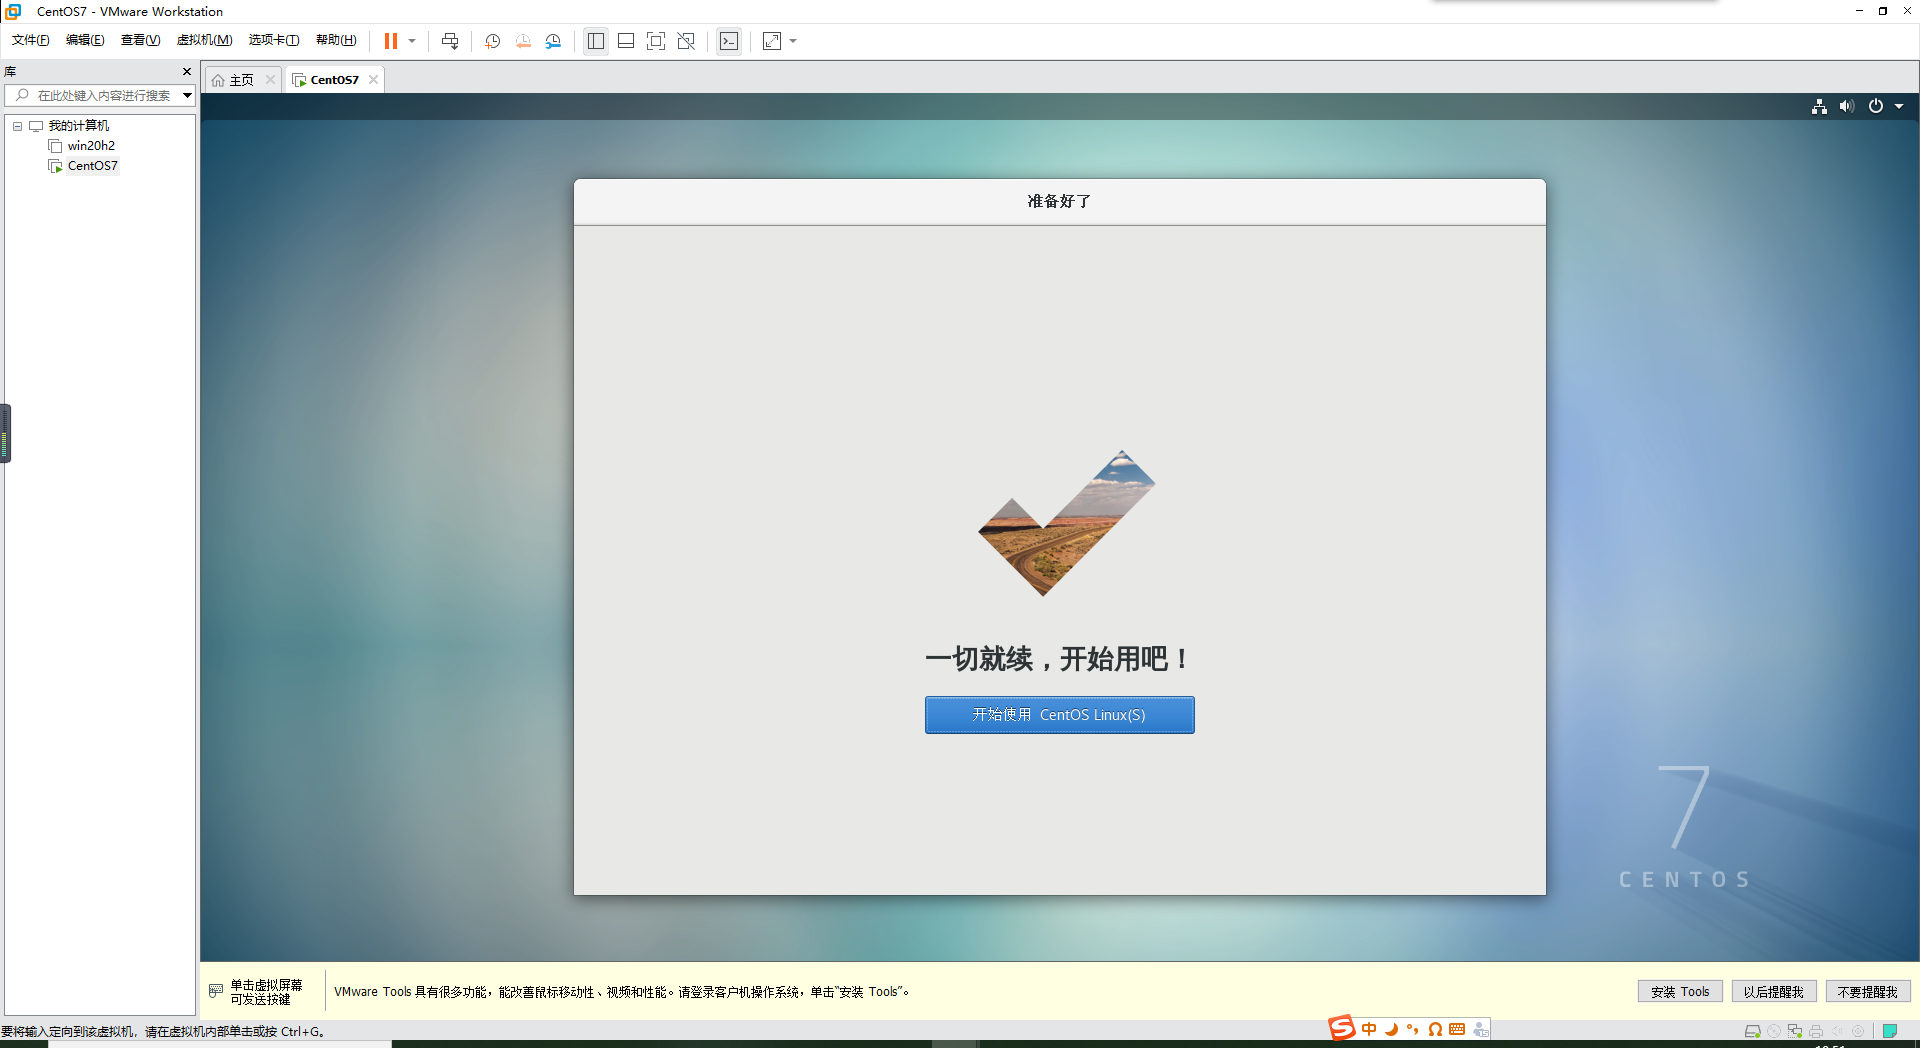 CentOS7 - VMware Workstation
文件(F) 编辑(E) 查看(V) 虚拟机(M) 选项卡(T) 帮助(H)
库
主页
CentOS7
在此处键入内容进行搜索
我的计算机
win20h2
CentOS7
准备好了
一切就续，开始用吧！
开始使用 CentOS Linux(S)
7
CENTOS
单击虚拟屏幕
可发送按键
VMware Tools 具有很多功能，能改善鼠标移动性、视频和性能。请登录客户机操作系统，单击“安装 Tools”。
安装 Tools
以后提醒我
不要提醒我
要将输入定向到该虚拟机，请在虚拟机内部单击或按 Ctrl+G。
S 中